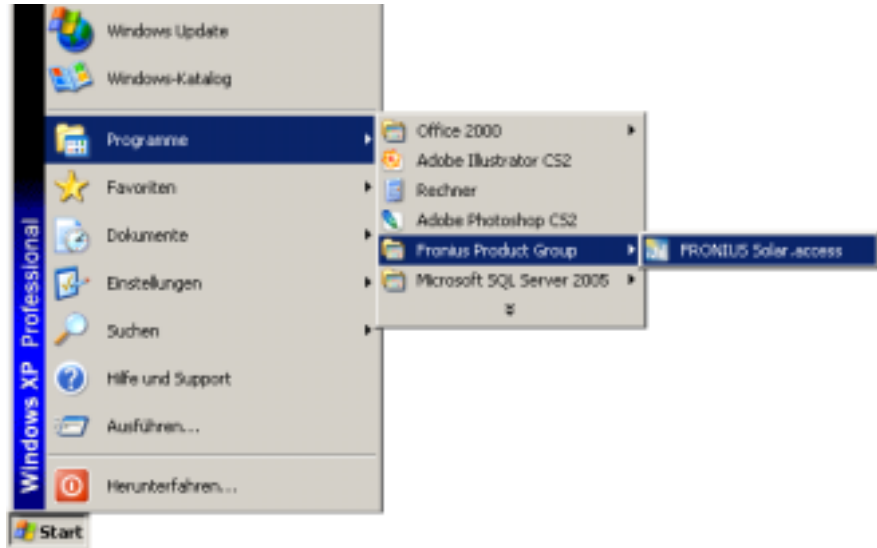 Windows Update
Windows-Katalog
Programme
Favoriten
Dokumente
Einstellungen
Suchen
Hilfe und Support
Ausführen...
Herunterfahren...
Windows XP Professional
Start
Office 2000
Adobe Illustrator CS2
Rechner
Adobe Photoshop CS2
Fronius Product Group
Microsoft SQL Server 2005
FRONIUS Solar.access